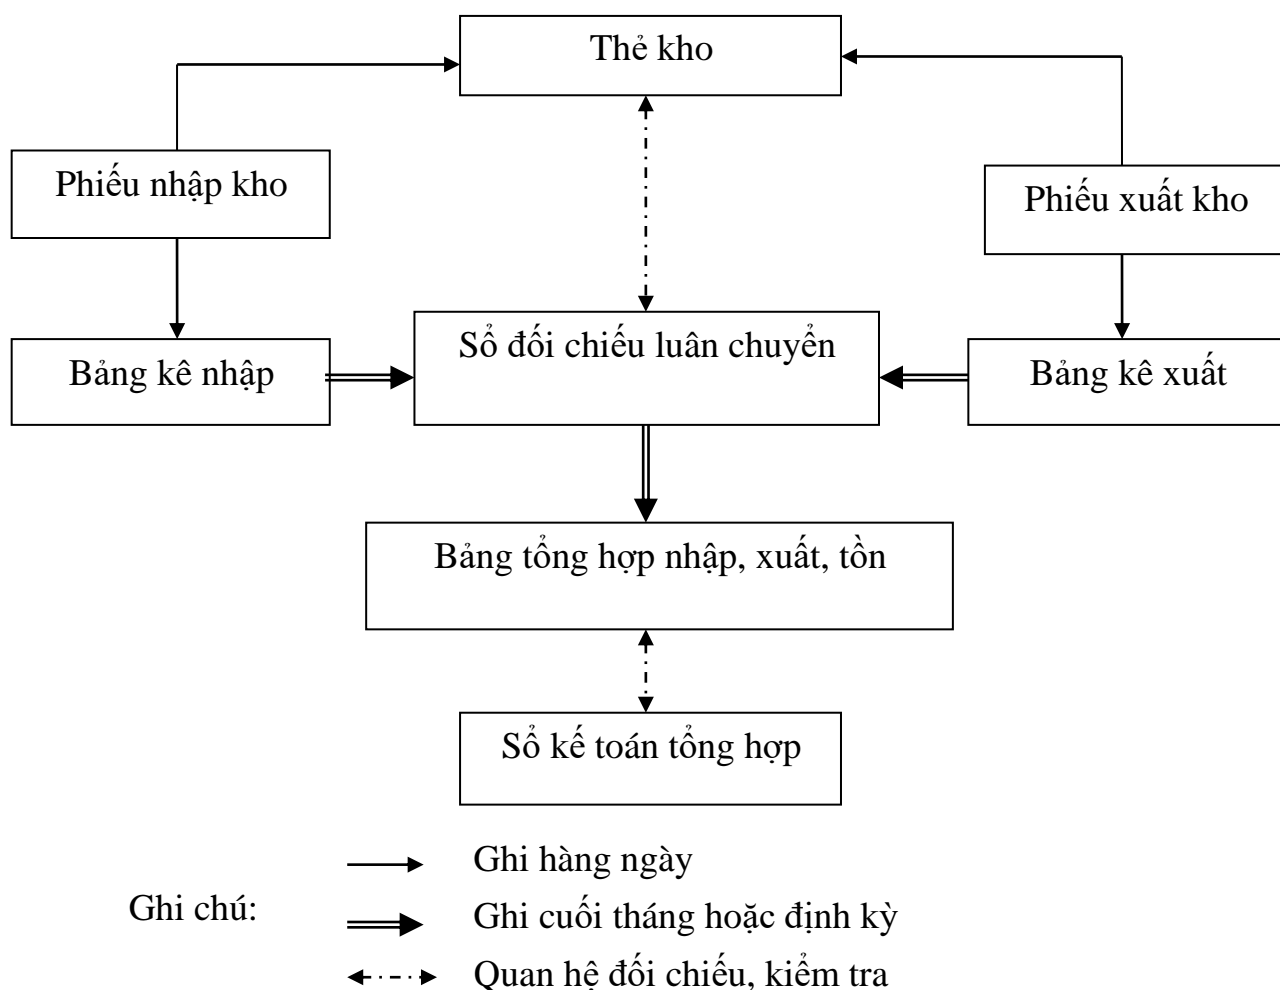 Thẻ kho
Phiếu nhập kho
Phiếu xuất kho
Sổ đối chiếu luân chuyển
Bảng kê nhập
Bảng kê xuất
Bảng tổng hợp nhập, xuất, tồn
Sổ kế toán tổng hợp
Ghi hàng ngày
Ghi chú:
Ghi cuối tháng hoặc định kỳ
Quan hệ đối chiếu, kiểm tra